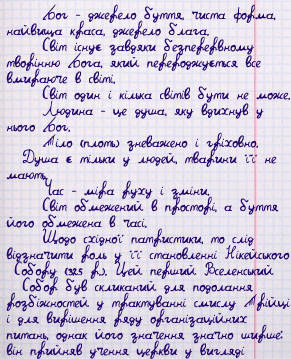 Бог - джерело буття, чиста форма,
найвища краса, джерело блага.
Світ існує завдяки безперервному
творінню Бога, який перероджується все
вмираюче в світі.
Світ один і кілька світів бути не може.
Людина - це душа, яку вдихнув у
нього Бог.
Тіло (плоть) зневажено і гріховно.
Душа є тільки у людей, тварини її не
мають.
Час - міра руху і зміни.
Світ обмежений в просторі, а буття
його обмежена в часі.
Щодо східної патристики, то слід
відзначити роль у її становленні Нікейського
Собору (325 р.). Цей перший Вселенський
Собор був скликаний для подолання
розбіжностей у трактуванні смислу Трійці
і для вирішення ряду організаційних
питань, однак його значення значно ширше:
він прийняв учення церкви у вигляді